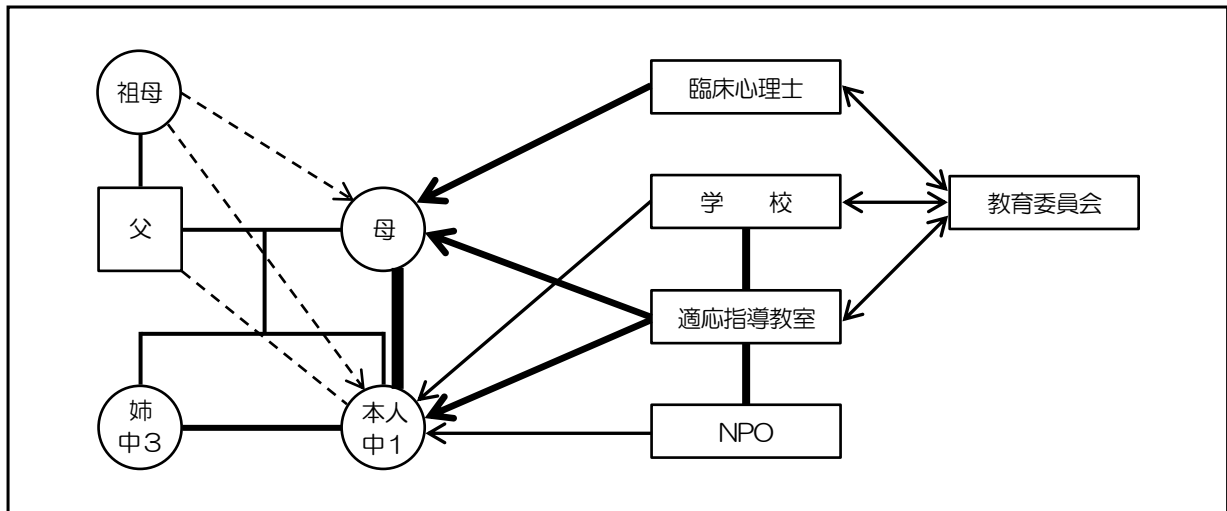 祖母
臨床心理士
父
母
学　校
教育委員会
適応指導教室
姉
中３
本人
中１
NPO